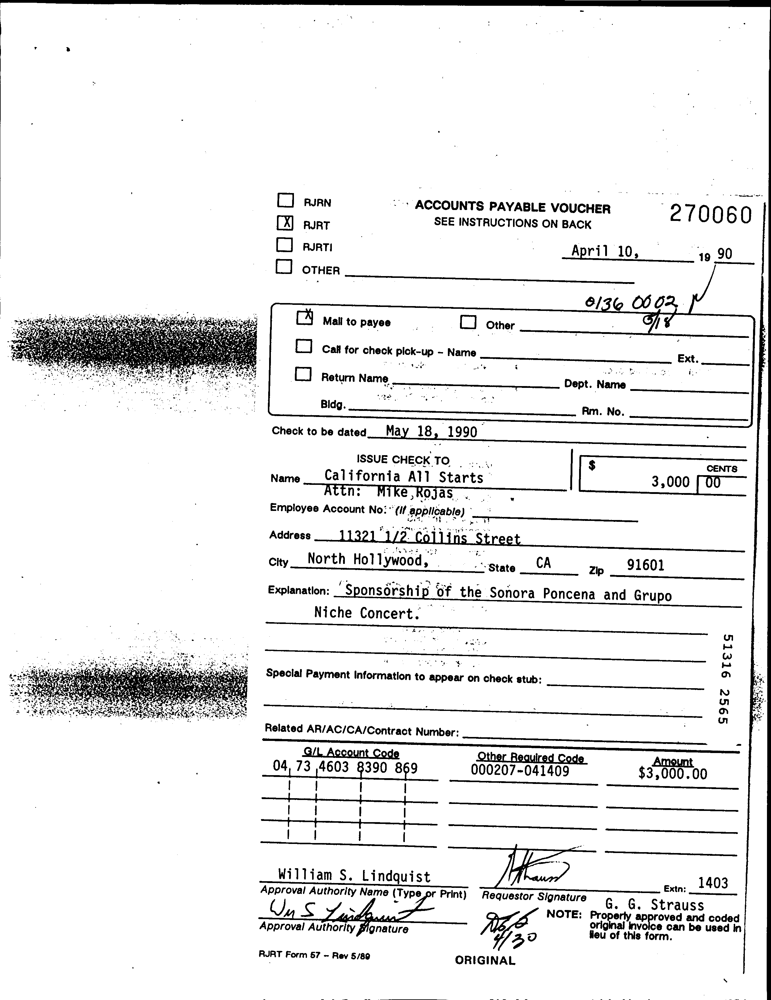 ☐ RJRN
ACCOUNTS PAYABLE VOUCHER
270060
☒ RJRT
SEE INSTRUCTIONS ON BACK
☐ RJRTI
April 10, 19 90
☐ OTHER
0136 0002
☒ Mail to payee ☐ Other
5/18
☐ Call for check pick-up - Name Ext.
☐ Return Name Dept. Name
Bldg. Rm. No.
Check to be dated May 18, 1990
ISSUE CHECK TO
$ CENTS
Name California All Starts
3,000 00
Attn: Mike Rojas
Employee Account No. (if applicable)
Address 11321 1/2 Collins Street
City North Hollywood, State CA Zip 91601
Explanation: Sponsorship of the Sonora Poncena and Grupo
Niche Concert.
51316 2565
Special Payment Information to appear on check stub:
Related AR/AC/CA/Contract Number:
G/L Account Code Other Required Code Amount
04 73 4603 8390 869 000207-041409 $3,000.00
William S. Lindquist
Extn: 1403
Approval Authority Name (Type or Print) Requestor Signature
G. G. Strauss
Wm S Lindquist
NOTE: Properly approved and coded
original invoice can be used in
lieu of this form.
Approval Authority Signature
4/30
RJRT Form 57 - Rev 5/89
ORIGINAL